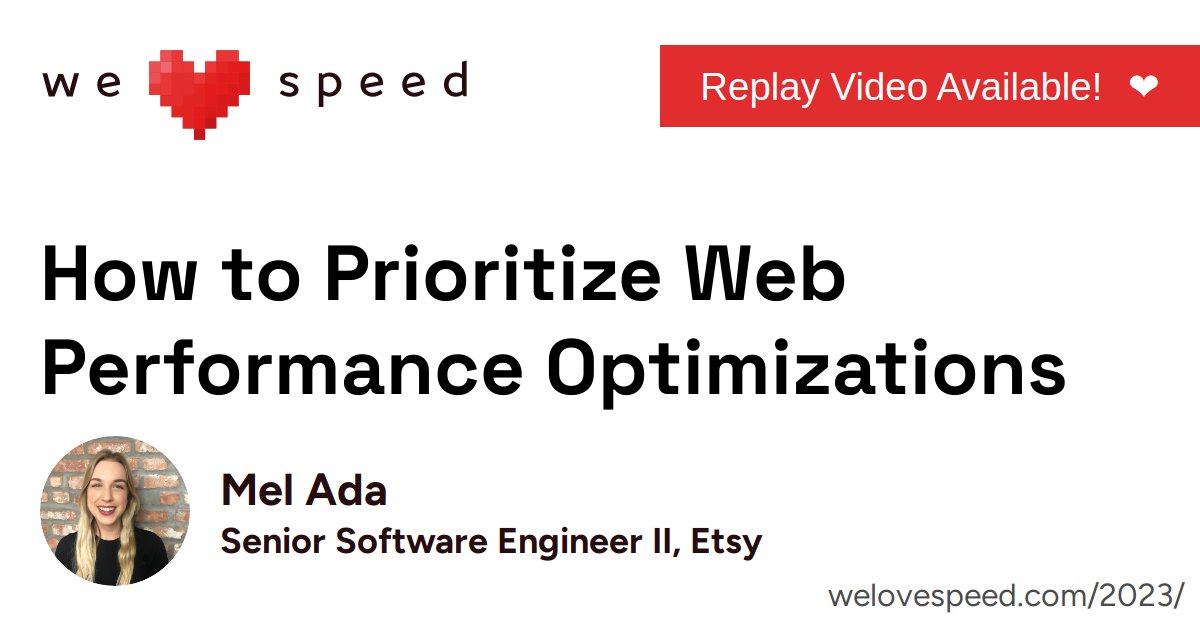 we speed
Replay Video Available! ❤
How to Prioritize Web
Performance Optimizations
Mel Ada
Senior Software Engineer II, Etsy
welovespeed.com/2023/